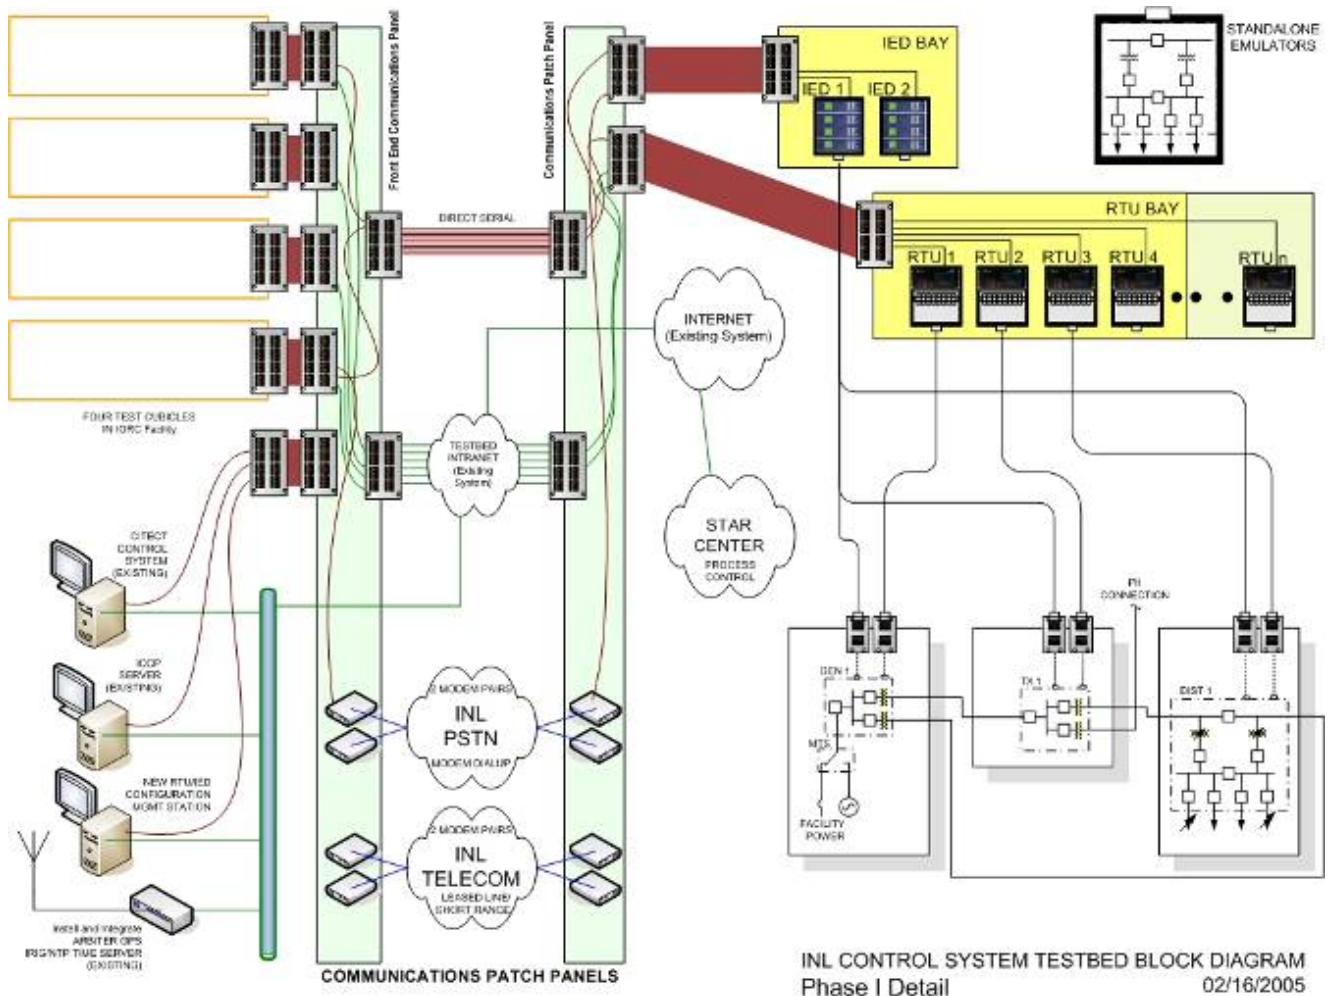 Front End Communications Panel
Communications Patch Panel
IED BAY
IED 1
IED 2
STANDALONE
EMULATORS
RTU BAY
RTU 1
RTU 2
RTU 3
RTU 4
RTU n
DIRECT SERIAL
INTERNET
(Existing System)
FOUR TEST CUBICLES
IN IORC Facility
TESTBED
INTRANET
(Existing
System)
STAR
CENTER
PROCESS
CONTROL
CITECT
CONTROL
SYSTEM
(EXISTING)
PH
CONNECTION
ICCP
SERVER
(EXISTING)
GEN 1
TX 1
DIST 1
2 MODEM PAIRS
INL
PSTN
MODEM DIALUP
MTS
NEW RTU/IED
CONFIGURATION
MGMT STATION
FACILITY
POWER
2 MODEM PAIRS
INL
TELECOM
LEASED LINE/
SHORT RANGE
Install and Integrate
ARBITER GPS
IRIG/NTP TIME SERVER
(EXISTING)
COMMUNICATIONS PATCH PANELS
INL CONTROL SYSTEM TESTBED BLOCK DIAGRAM
Phase I Detail
02/16/2005